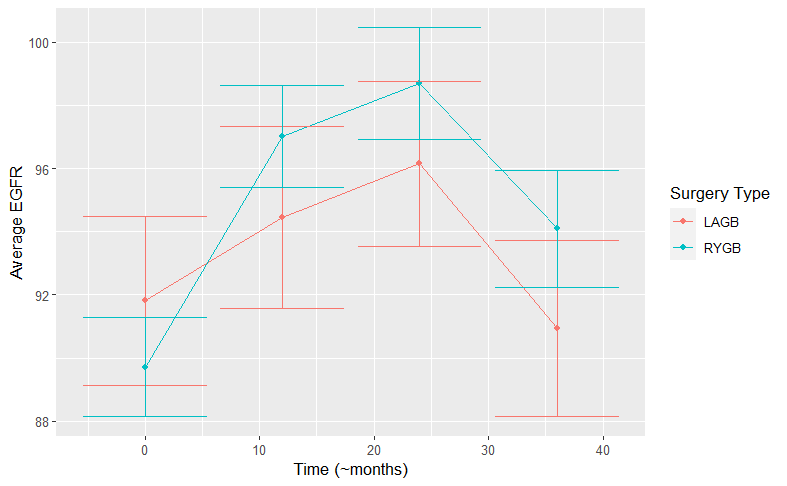 100
96
92
88
Average EGFR
0 10 20 30 40
Time (~months)
Surgery Type
LAGB
RYGB